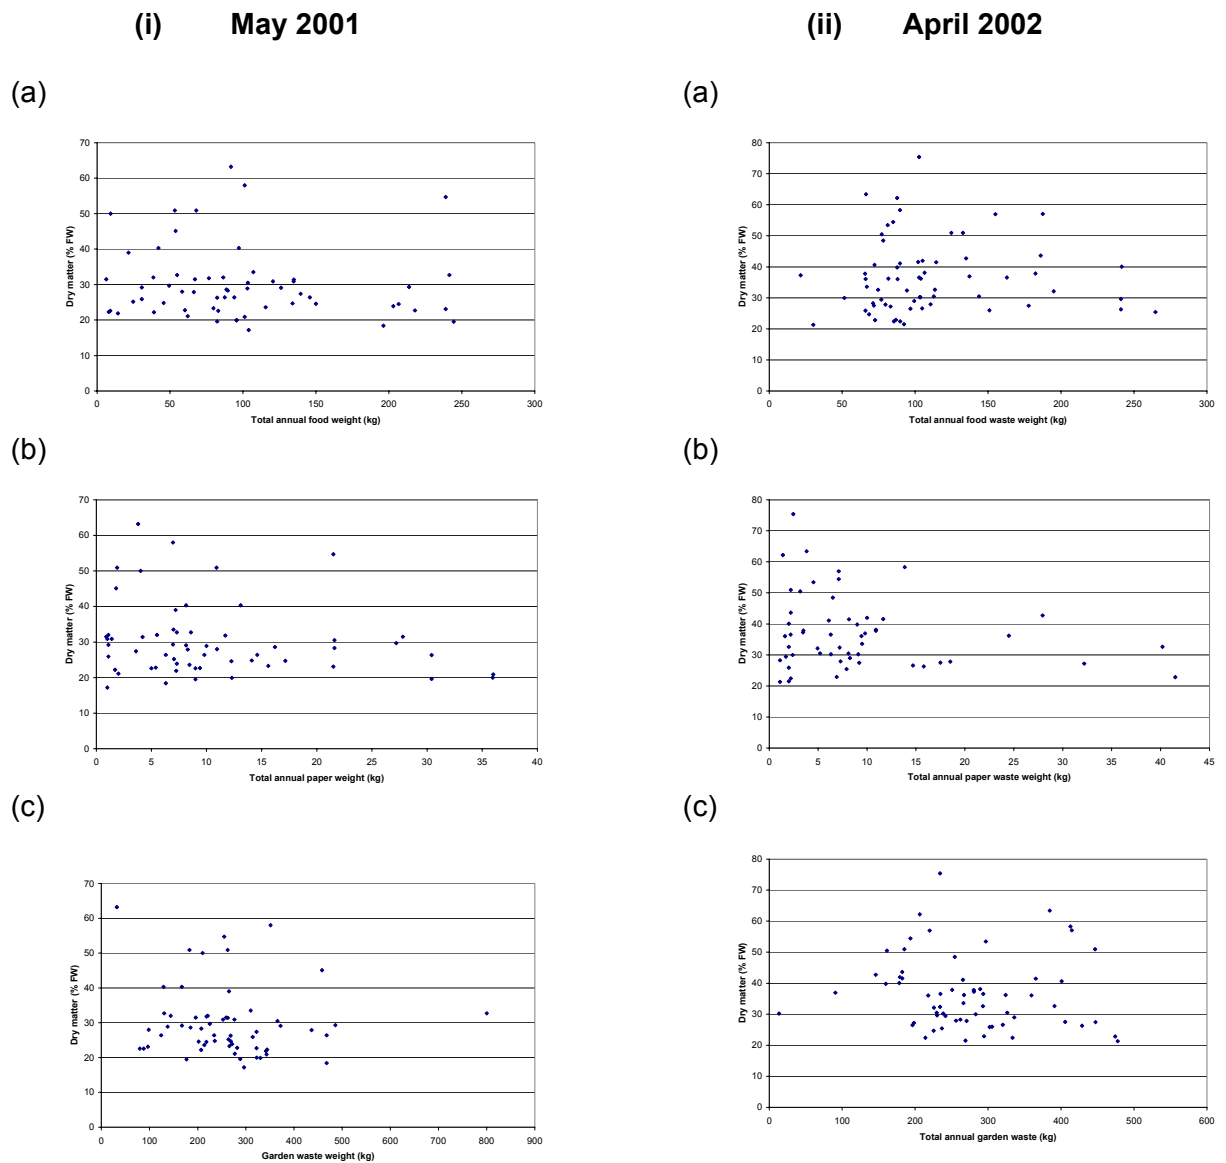 (i) May 2001
(ii) April 2002
(a)
70
60
50
40
30
20
10
0
Dry matter (% FW)
0 50 100 150 200 250 300
Total annual food weight (kg)
(a)
80
70
60
50
40
30
20
10
0
Dry matter (% FW)
0 50 100 150 200 250 300
Total annual food waste weight (kg)
(b)
70
60
50
40
30
20
10
0
Dry matter (% FW)
0 5 10 15 20 25 30 35 40
Total annual paper weight (kg)
(b)
80
70
60
50
40
30
20
10
0
Dry matter (% FW)
0 5 10 15 20 25 30 35 40 45
Total annual paper waste weight (kg)
(c)
70
60
50
40
30
20
10
0
Dry matter (% FW)
0 100 200 300 400 500 600 700 800 900
Garden waste weight (kg)
(c)
80
70
60
50
40
30
20
10
0
Dry matter (% FW)
0 100 200 300 400 500 600
Total annual garden waste (kg)